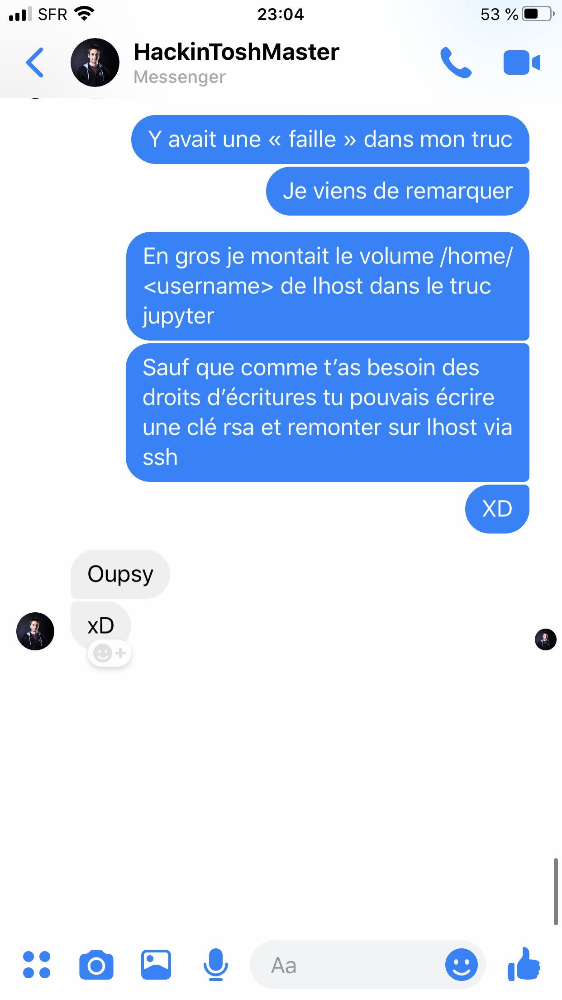 SFR 23:04 53 %
HackinToshMaster
Messenger
Y avait une « faille » dans mon truc
Je viens de remarquer
En gros je montait le volume /home/
<username> de lhost dans le truc
jupyter
Sauf que comme t’as besoin des
droits d’écritures tu pouvais écrire
une clé rsa et remonter sur lhost via
ssh
XD
Oupsy
xD
Aa